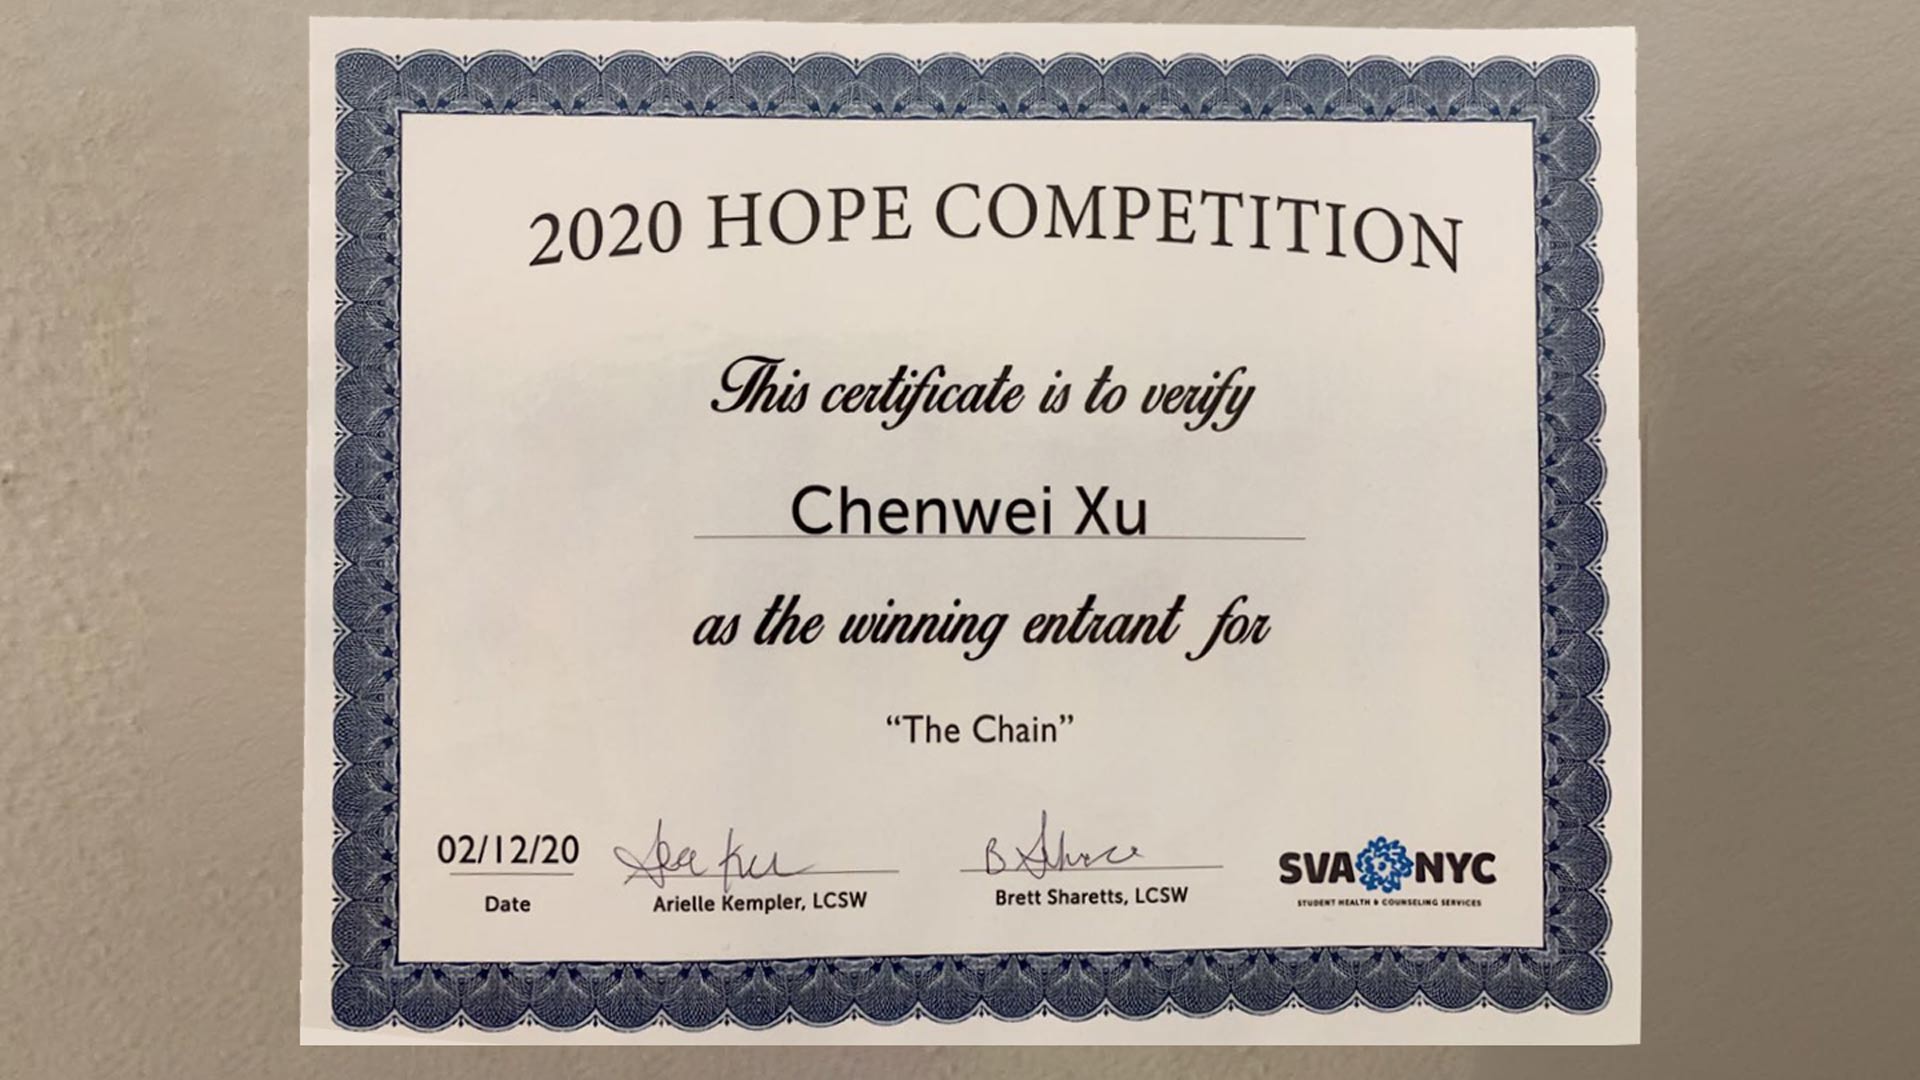 2020 HOPE COMPETITION
This certificate is to verify
Chenwei Xu
as the winning entrant for
“The Chain”
02/12/20
Date
Arielle Kempler, LCSW
B Sharetts
Brett Sharetts, LCSW
SVA NYC
STUDENT HEALTH & COUNSELING SERVICES